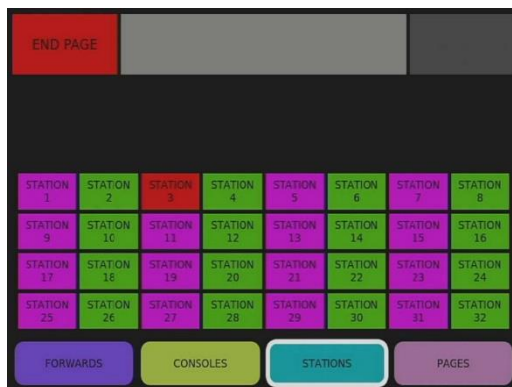 END PAGE
STATION 1
STATION 2
STATION 3
STATION 4
STATION 5
STATION 6
STATION 7
STATION 8
STATION 9
STATION 10
STATION 11
STATION 12
STATION 13
STATION 14
STATION 15
STATION 16
STATION 17
STATION 18
STATION 19
STATION 20
STATION 21
STATION 22
STATION 23
STATION 24
STATION 25
STATION 26
STATION 27
STATION 28
STATION 29
STATION 30
STATION 31
STATION 32
FORWARDS
CONSOLES
STATIONS
PAGES